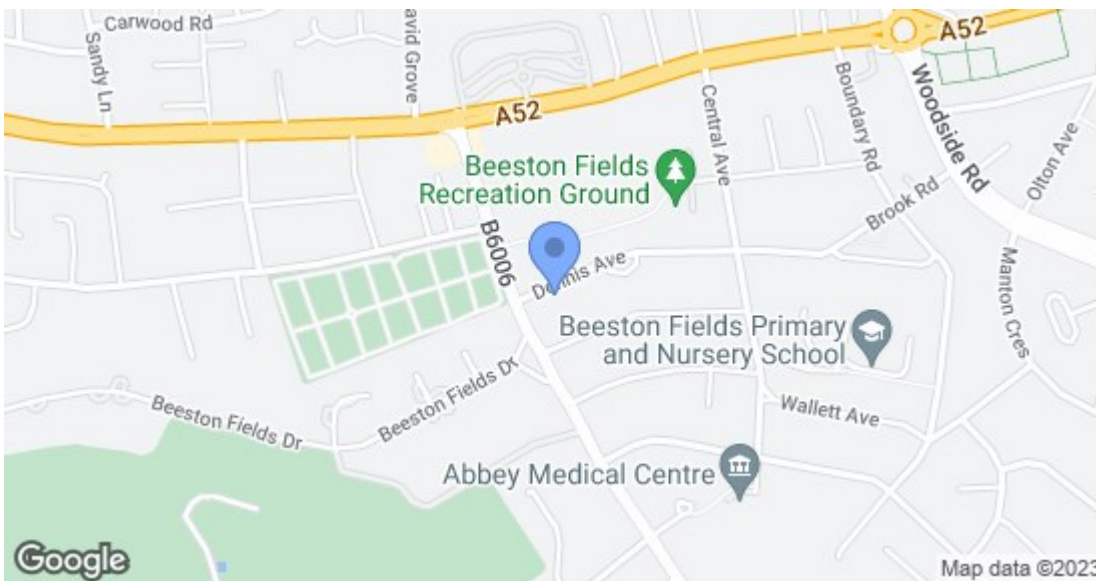 Carwood Rd
Sandy Ln
avid Grove
A52
A52
Woodside Rd
Boundary Rd
Central Ave
Olton Ave
Beeston Fields
Recreation Ground
Brook Rd
B6006
Dennis Ave
Manton Cres
Beeston Fields Primary
and Nursery School
Beeston Fields Dr
Beeston Fields Dr
Wallett Ave
Abbey Medical Centre
Google
Map data ©2023